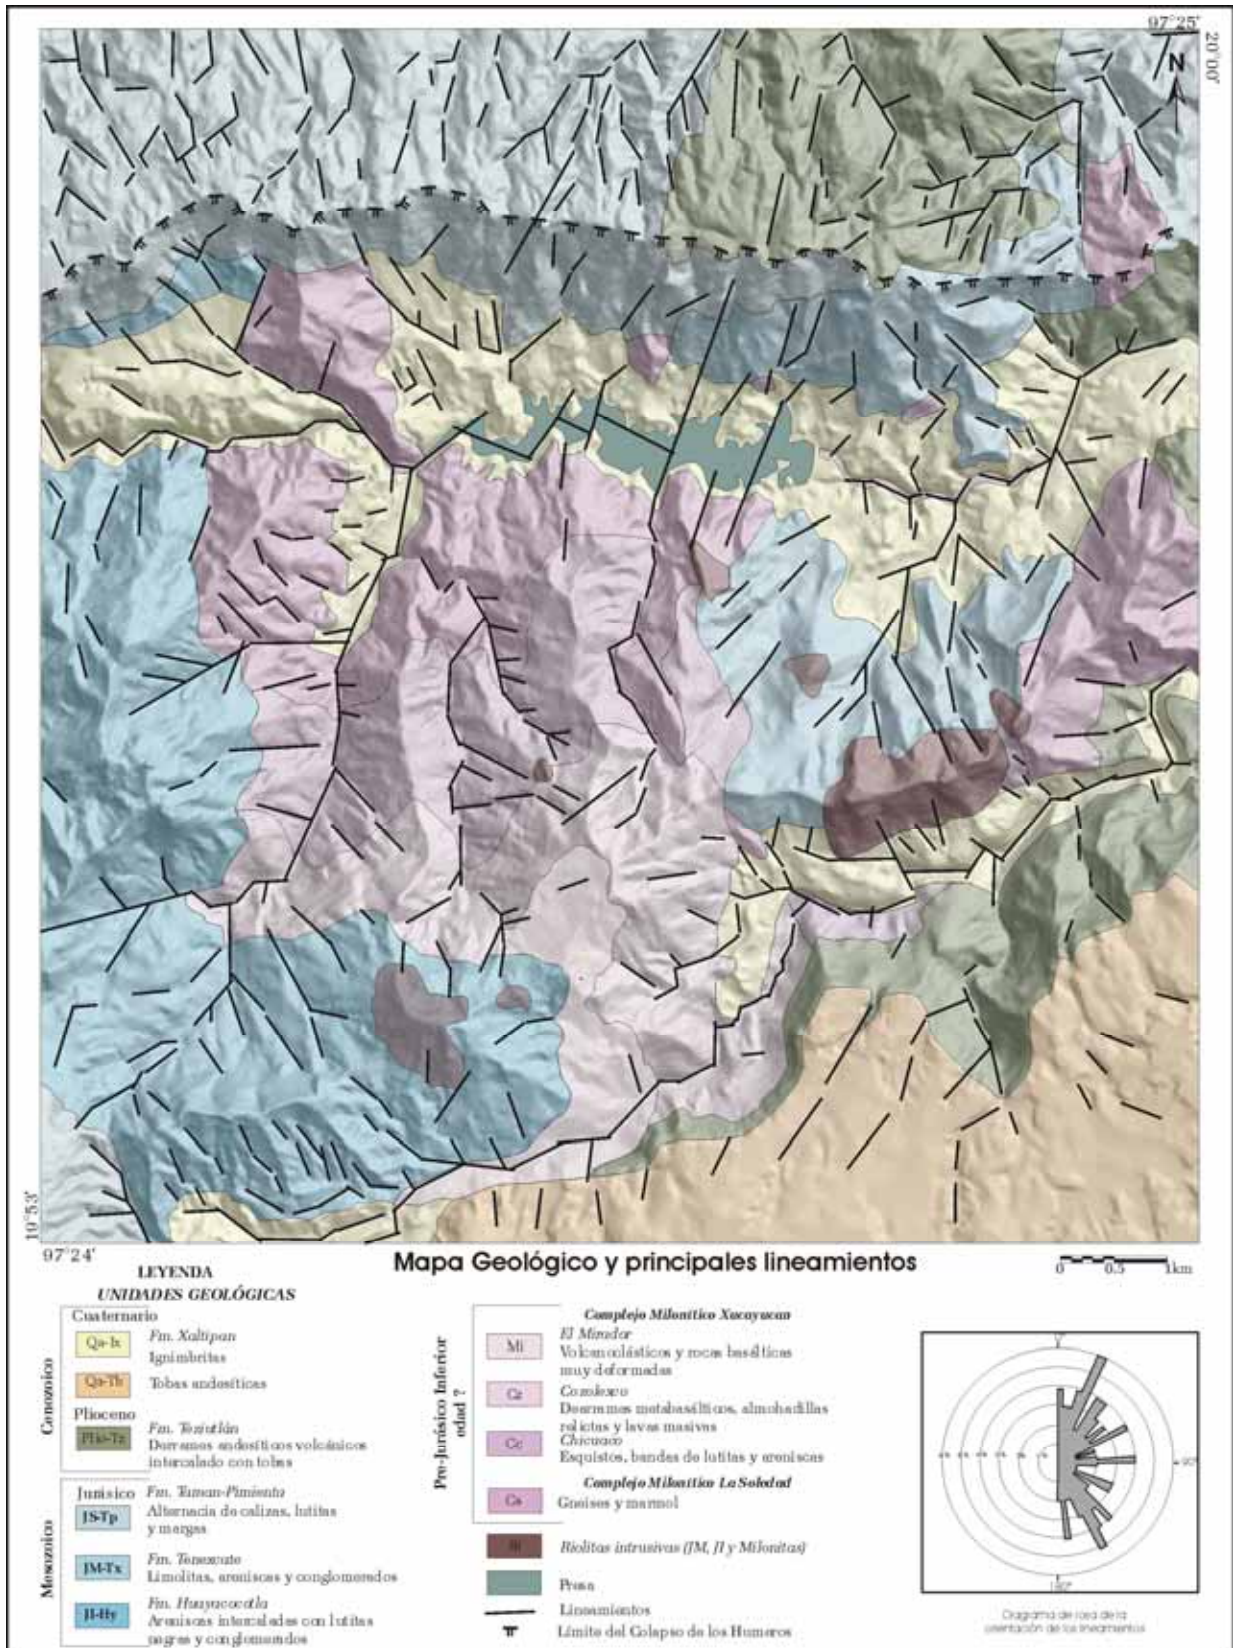 97°25'
20°00'
N
19°53'
97°24'
Mapa Geológico y principales lineamientos
0 0.5 1km
LEYENDA
UNIDADES GEOLÓGICAS
Cenozoico
Cuaternario
Qa-Ix
Fm. Xaltipan
Ignimbritas
Qa-Tb
Tobas andesíticas
Plioceno
Plio-Tz
Fm. Teziutlán
Derrames andesíticos volcánicos
intercalado con tobas
Mesozoico
Jurásico
Fm. Taman-Pimienta
JS-Tp
Alternacia de calizas, lutitas
y margas
JM-Tx
Fm. Tenexcate
Limolitas, areniscas y conglomerados
JI-Hy
Fm. Huayacocotla
Areniscas intercaladas con lutitas
negras y conglomerados
Pre-Jurásico Inferior
edad ?
Complejo Milonítico Xucayucan
Mi
El Mirador
Volcanoclásticos y rocas basálticas
muy deformadas
Cz
Cozolexco
Dearrames metabasálticos, almohadillas
relictas y lavas masivas
Cc
Chicuaco
Esquistos, bandas de lutitas y areniscas
Complejo Milonítico La Soledad
Gneises y marmol
Riolitas intrusivas (JM, JI y Milonitas)
Presa
Lineamientos
Límite del Colapso de los Humeros
90°
180°
Diagrama de rosa de la
orientación de los lineamientos